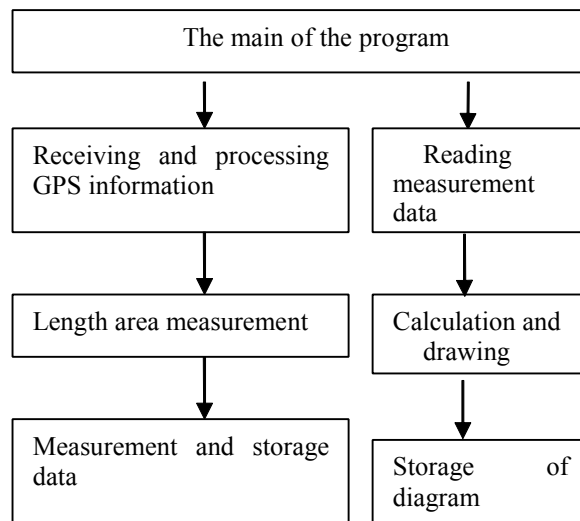 The main of the program
Receiving and processing
GPS information
Reading
measurement
data
Length area measurement
Calculation and
drawing
Measurement and storage
data
Storage of
diagram